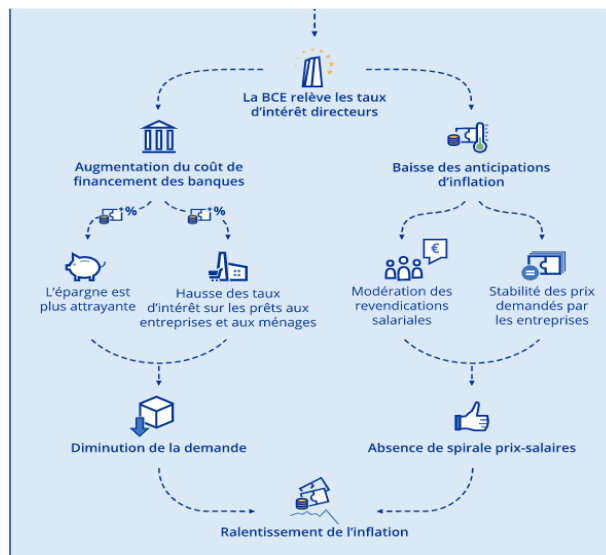 La BCE relève les taux
d'intérêt directeurs
Augmentation du coût de
financement des banques
Baisse des anticipations
d'inflation
+%
+%
L'épargne est
plus attrayante
Hausse des taux
d'intérêt sur les prêts aux
entreprises et aux ménages
€
Modération des
revendications
salariales
=
Stabilité des prix
demandés par
les entreprises
Diminution de la demande
Absence de spirale prix-salaires
Ralentissement de l'inflation